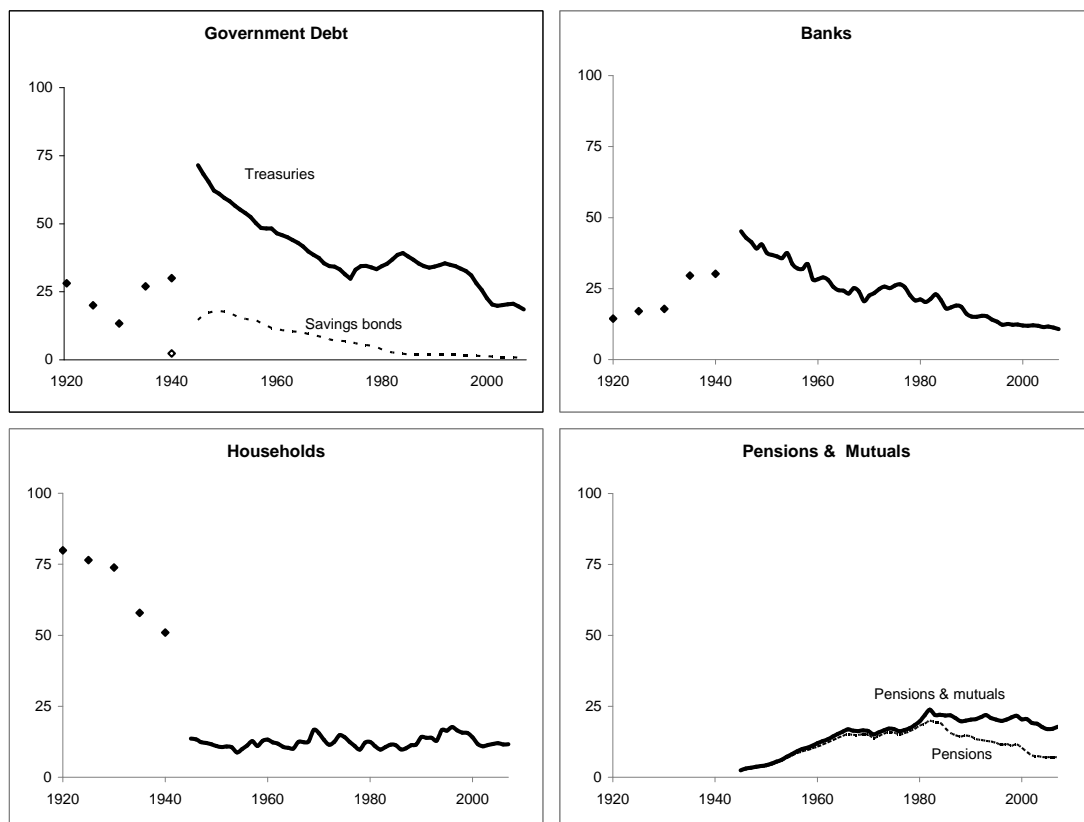 Government Debt
100
75
Treasuries
50
25
Savings bonds
0
1920 1940 1960 1980 2000
Banks
100
75
50
25
0
1920 1940 1960 1980 2000
Households
100
75
50
25
0
1920 1940 1960 1980 2000
Pensions & Mutuals
100
75
50
25
Pensions & mutuals
Pensions
0
1920 1940 1960 1980 2000